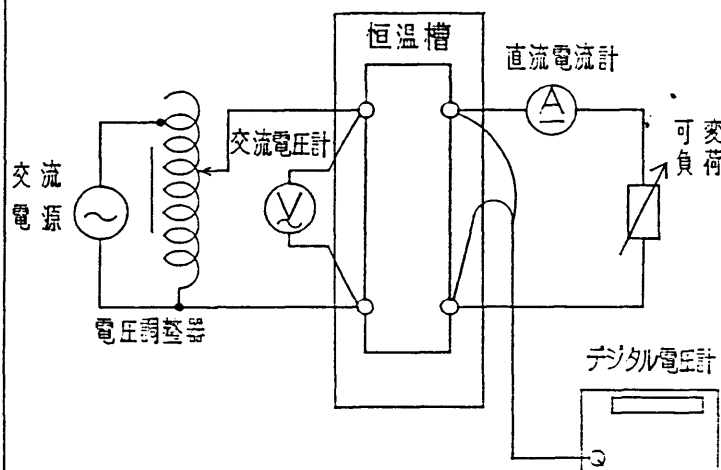 恒温槽
直流電流計
A
可変
負荷
交流電圧計
V
交流
電源
電圧調整器
デジタル電圧計